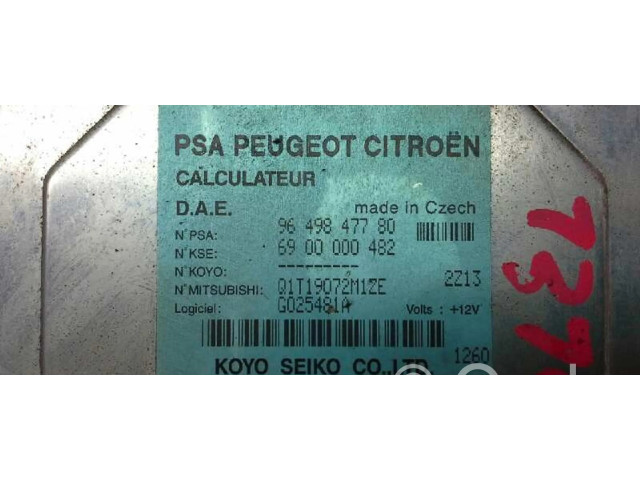 PSA PEUGEOT CITROËN
CALCULATEUR
D.A.E. made in Czech
N°PSA: 96 498 477 80
N°KSE: 69 00 000 482
N°KOYO: ---------
N°MITSUBISHI: Q1T19072M1ZE 2Z13
Logiciel: G025481A Volts : +12V
KOYO SEIKO CO.,LTD. 1260